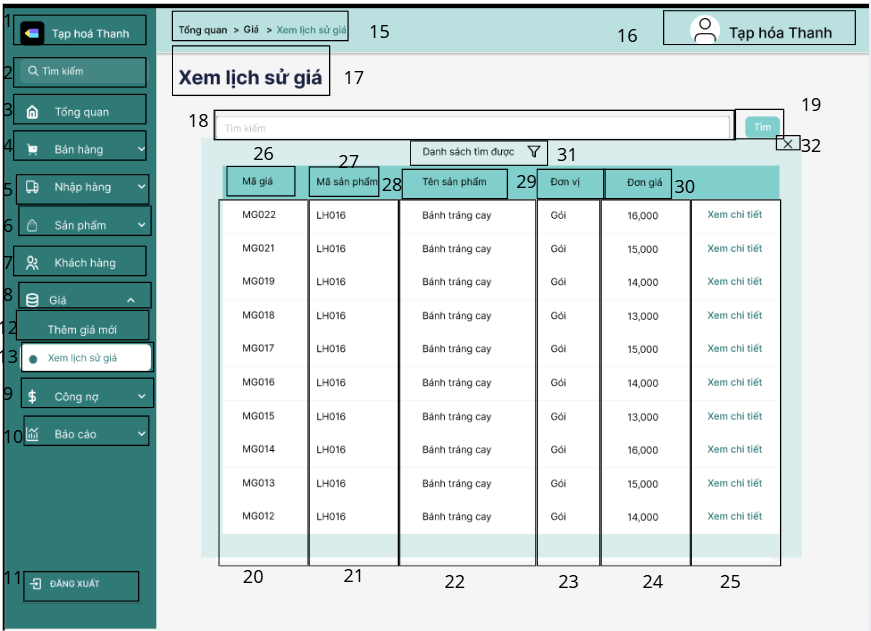 1 Tạp hoá Thanh
2 Tìm kiếm
3 Tổng quan
4 Bán hàng
5 Nhập hàng
6 Sản phẩm
7 Khách hàng
8 Giá
12 Thêm giá mới
13 Xem lịch sử giá
9 $ Công nợ
10 Báo cáo
11 ĐĂNG XUẤT
Tổng quan > Giá > Xem lịch sử giá 15
16 Tạp hóa Thanh
Xem lịch sử giá 17
18 Tìm kiếm Tìm 19
32
Danh sách tìm được 31
26 27 28 29 30
Mã giá Mã sản phẩm Tên sản phẩm Đơn vị Đơn giá
MG022 LH016 Bánh tráng cay Gói 16,000 Xem chi tiết
MG021 LH016 Bánh tráng cay Gói 15,000 Xem chi tiết
MG019 LH016 Bánh tráng cay Gói 14,000 Xem chi tiết
MG018 LH016 Bánh tráng cay Gói 13,000 Xem chi tiết
MG017 LH016 Bánh tráng cay Gói 15,000 Xem chi tiết
MG016 LH016 Bánh tráng cay Gói 14,000 Xem chi tiết
MG015 LH016 Bánh tráng cay Gói 13,000 Xem chi tiết
MG014 LH016 Bánh tráng cay Gói 16,000 Xem chi tiết
MG013 LH016 Bánh tráng cay Gói 15,000 Xem chi tiết
MG012 LH016 Bánh tráng cay Gói 14,000 Xem chi tiết
20 21 22 23 24 25